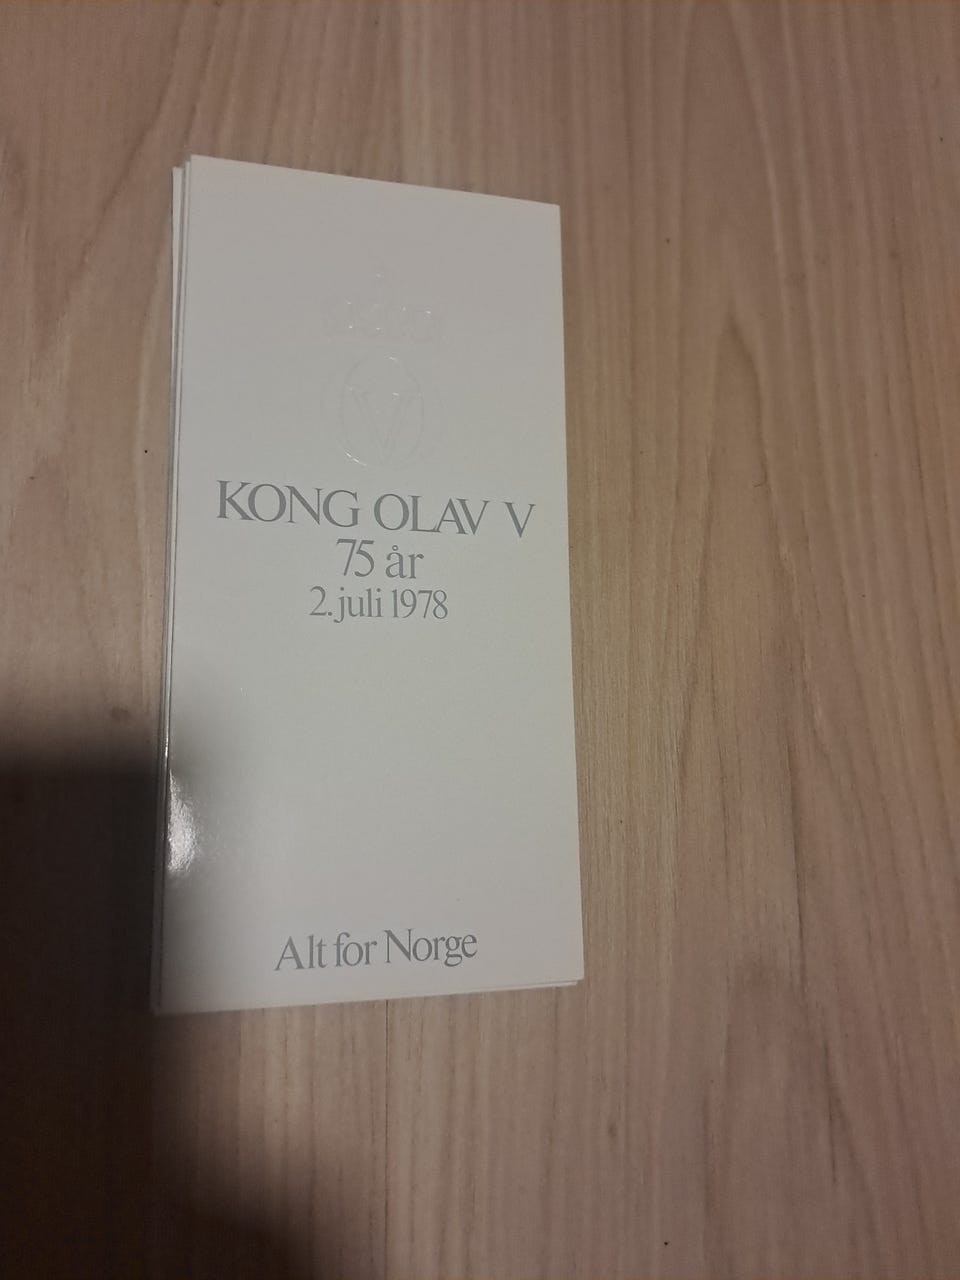 V
KONG OLAV V
75 år
2. juli 1978
Alt for Norge